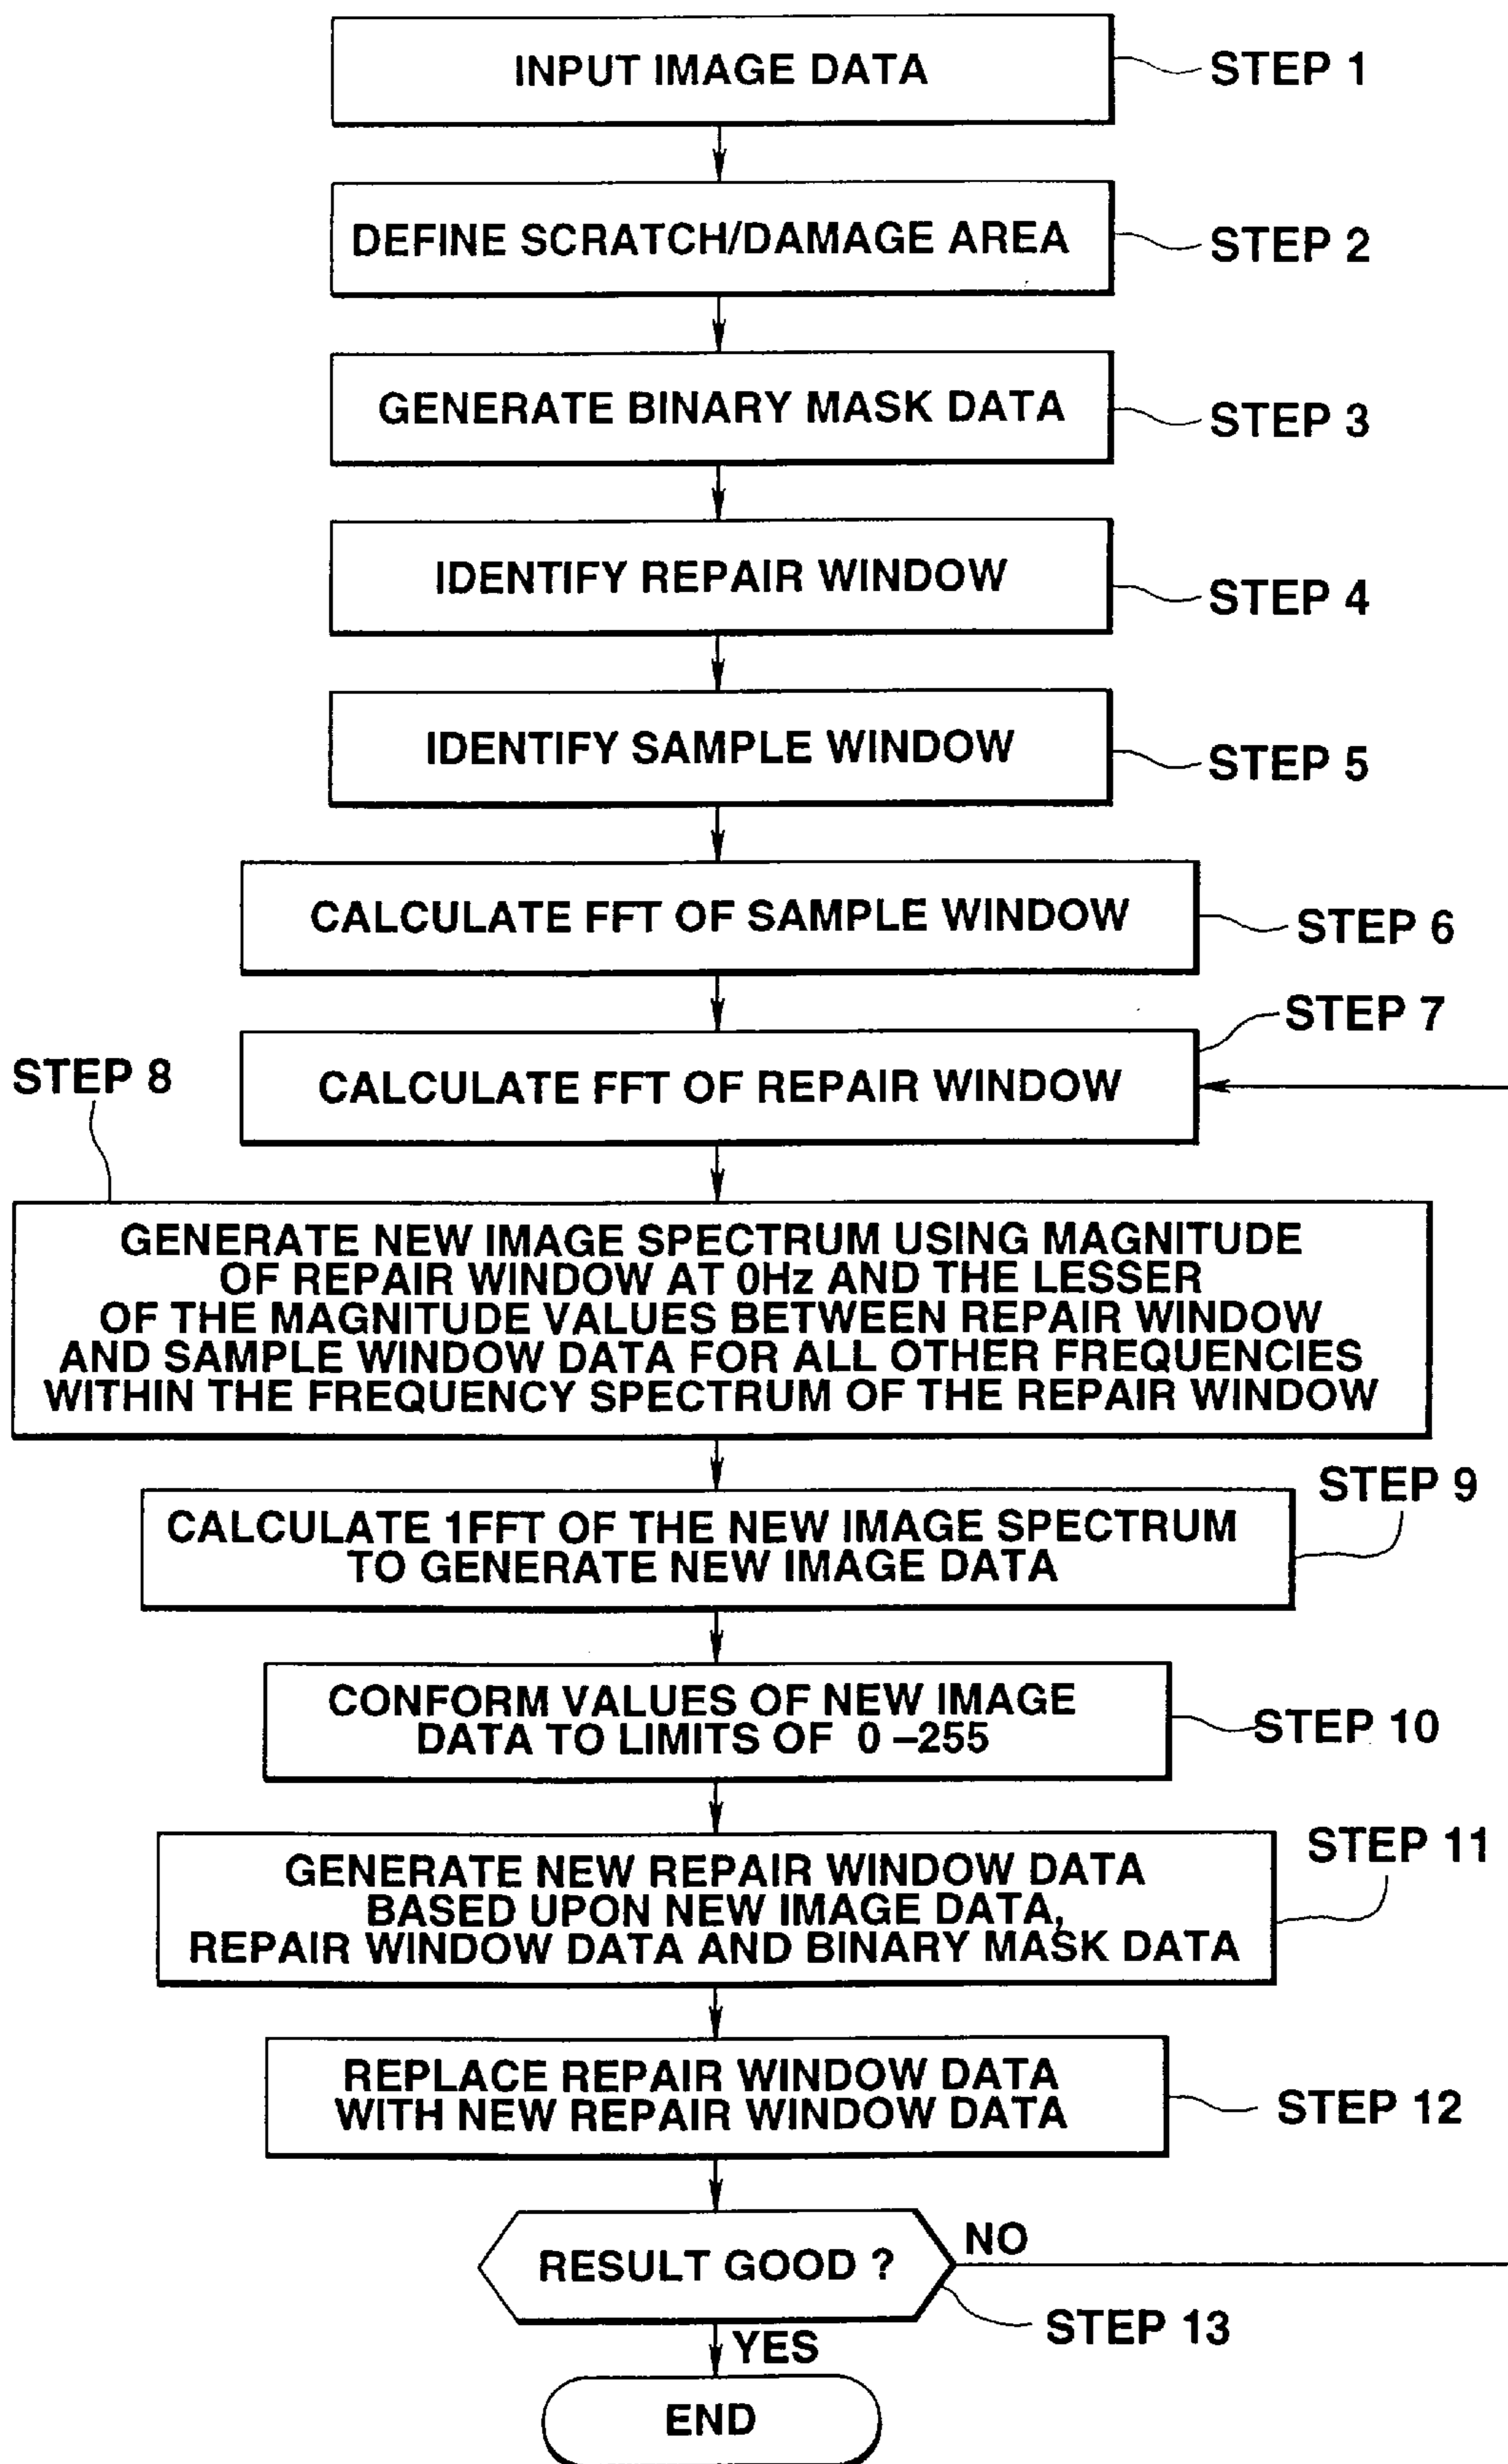 INPUT IMAGE DATA
STEP 1
DEFINE SCRATCH/DAMAGE AREA
STEP 2
GENERATE BINARY MASK DATA
STEP 3
IDENTIFY REPAIR WINDOW
STEP 4
IDENTIFY SAMPLE WINDOW
STEP 5
CALCULATE FFT OF SAMPLE WINDOW
STEP 6
CALCULATE FFT OF REPAIR WINDOW
STEP 7
STEP 8
GENERATE NEW IMAGE SPECTRUM USING MAGNITUDE
OF REPAIR WINDOW AT 0Hz AND THE LESSER
OF THE MAGNITUDE VALUES BETWEEN REPAIR WINDOW
AND SAMPLE WINDOW DATA FOR ALL OTHER FREQUENCIES
WITHIN THE FREQUENCY SPECTRUM OF THE REPAIR WINDOW
STEP 9
CALCULATE 1FFT OF THE NEW IMAGE SPECTRUM
TO GENERATE NEW IMAGE DATA
CONFORM VALUES OF NEW IMAGE
DATA TO LIMITS OF 0 –255
STEP 10
STEP 11
GENERATE NEW REPAIR WINDOW DATA
BASED UPON NEW IMAGE DATA,
REPAIR WINDOW DATA AND BINARY MASK DATA
REPLACE REPAIR WINDOW DATA
WITH NEW REPAIR WINDOW DATA
STEP 12
RESULT GOOD ?
NO
STEP 13
YES
END